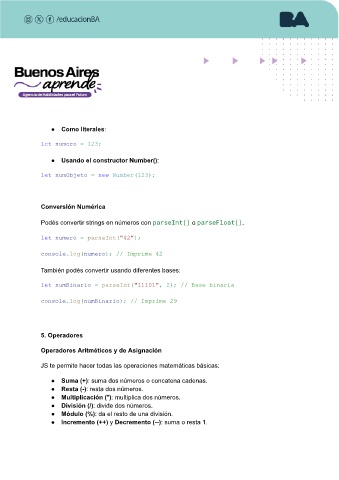 /educacionBA
BA
Buenos Aires
aprende
Agencia de Habilidades para el Futuro
● Como literales:
let numero = 123;
● Usando el constructor Number():
let numObjeto = new Number(123);
Conversión Numérica
Podés convertir strings en números con parseInt() o parseFloat().
let numero = parseInt("42");
console.log(numero); // Imprime 42
También podés convertir usando diferentes bases:
let numBinario = parseInt("11101", 2); // Base binaria
console.log(numBinario); // Imprime 29
5. Operadores
Operadores Aritméticos y de Asignación
JS te permite hacer todas las operaciones matemáticas básicas:
● Suma (+): suma dos números o concatena cadenas.
● Resta (-): resta dos números.
● Multiplicación (*): multiplica dos números.
● División (/): divide dos números.
● Módulo (%): da el resto de una división.
● Incremento (++) y Decremento (--): suma o resta 1.